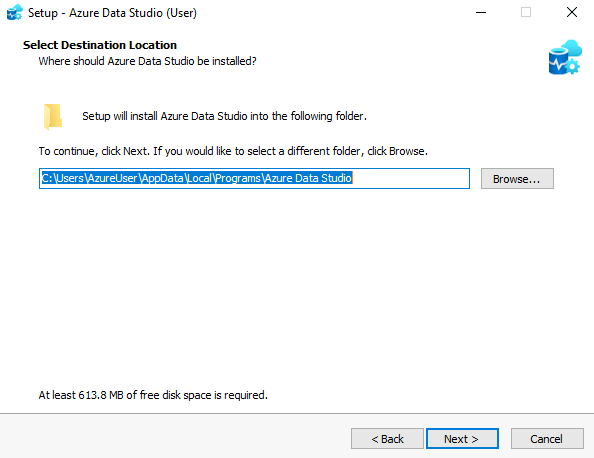 Setup - Azure Data Studio (User)
Select Destination Location
Where should Azure Data Studio be installed?
Setup will install Azure Data Studio into the following folder.
To continue, click Next. If you would like to select a different folder, click Browse.
C:\Users\AzureUser\AppData\Local\Programs\Azure Data Studio
Browse...
At least 613.8 MB of free disk space is required.
< Back
Next >
Cancel